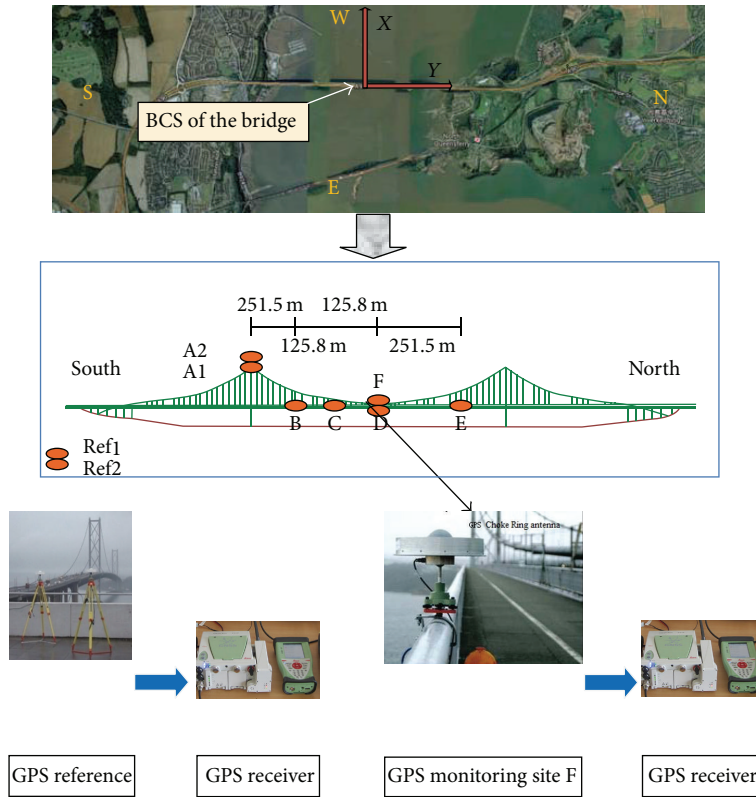 W
X
Y
S
N
BCS of the bridge
E
251.5 m
125.8 m
125.8 m
251.5 m
A2
A1
South
F
North
B
C
D
E
Ref1
Ref2
GPS Choke Ring antenna
GPS reference
GPS receiver
GPS monitoring site F
GPS receiver